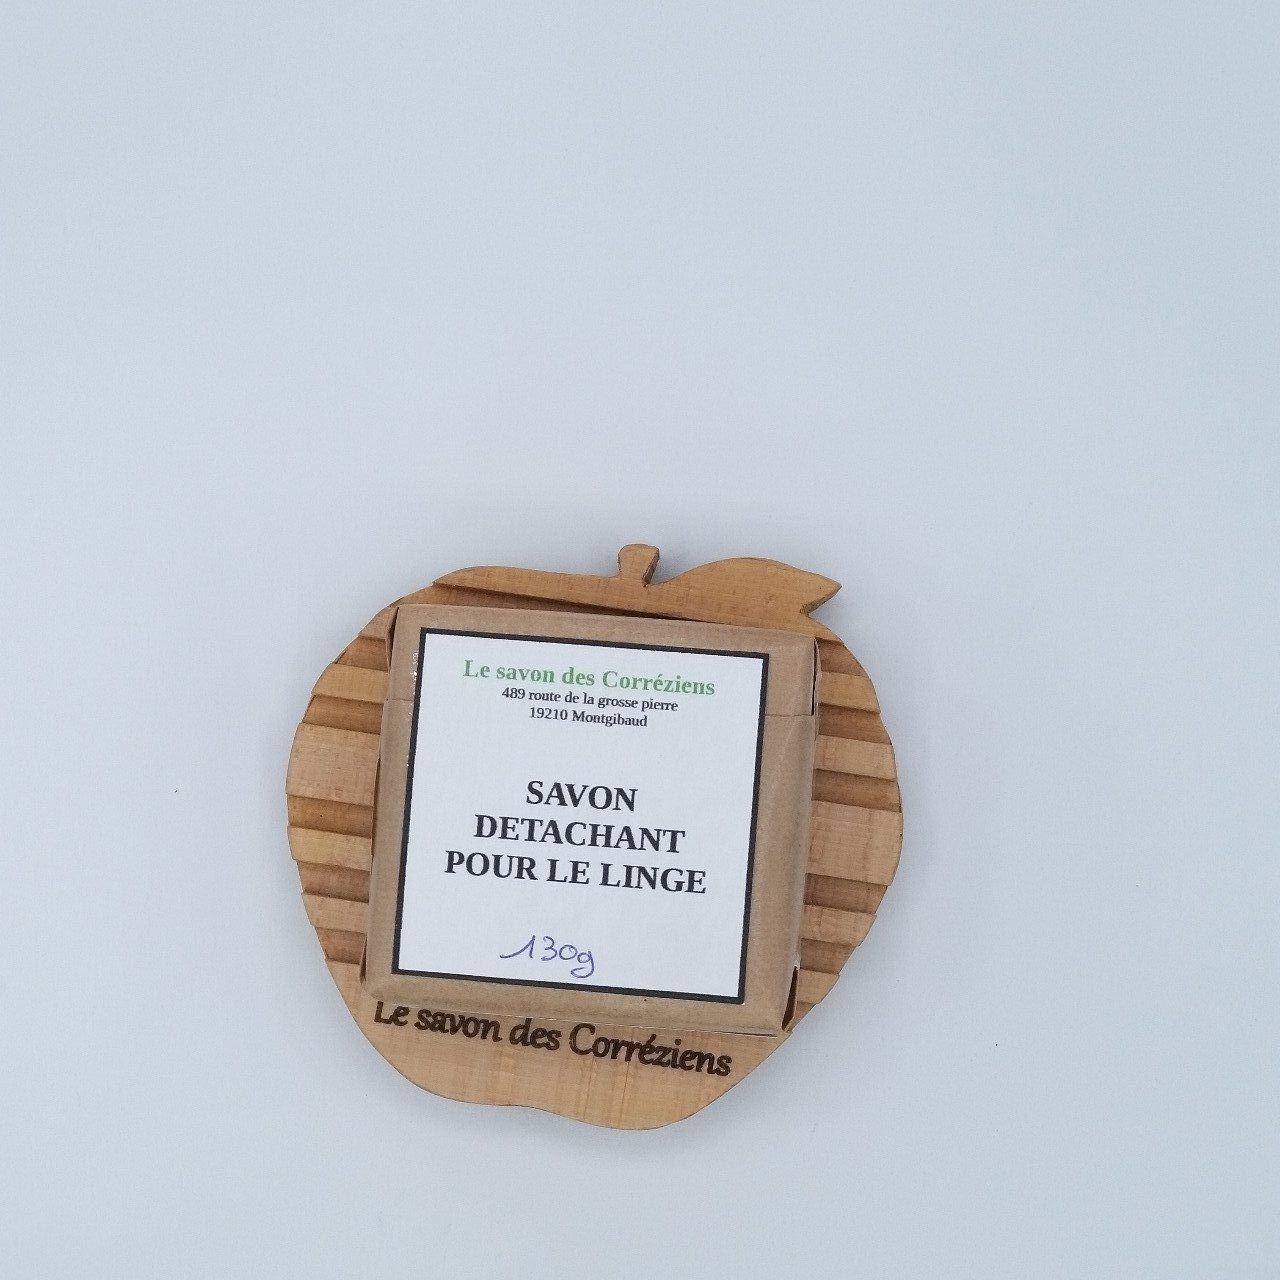 Le savon des Corréziens
489 route de la grosse pierre
19210 Montgibaud
SAVON
DETACHANT
POUR LE LINGE
130g
Le savon des Corréziens